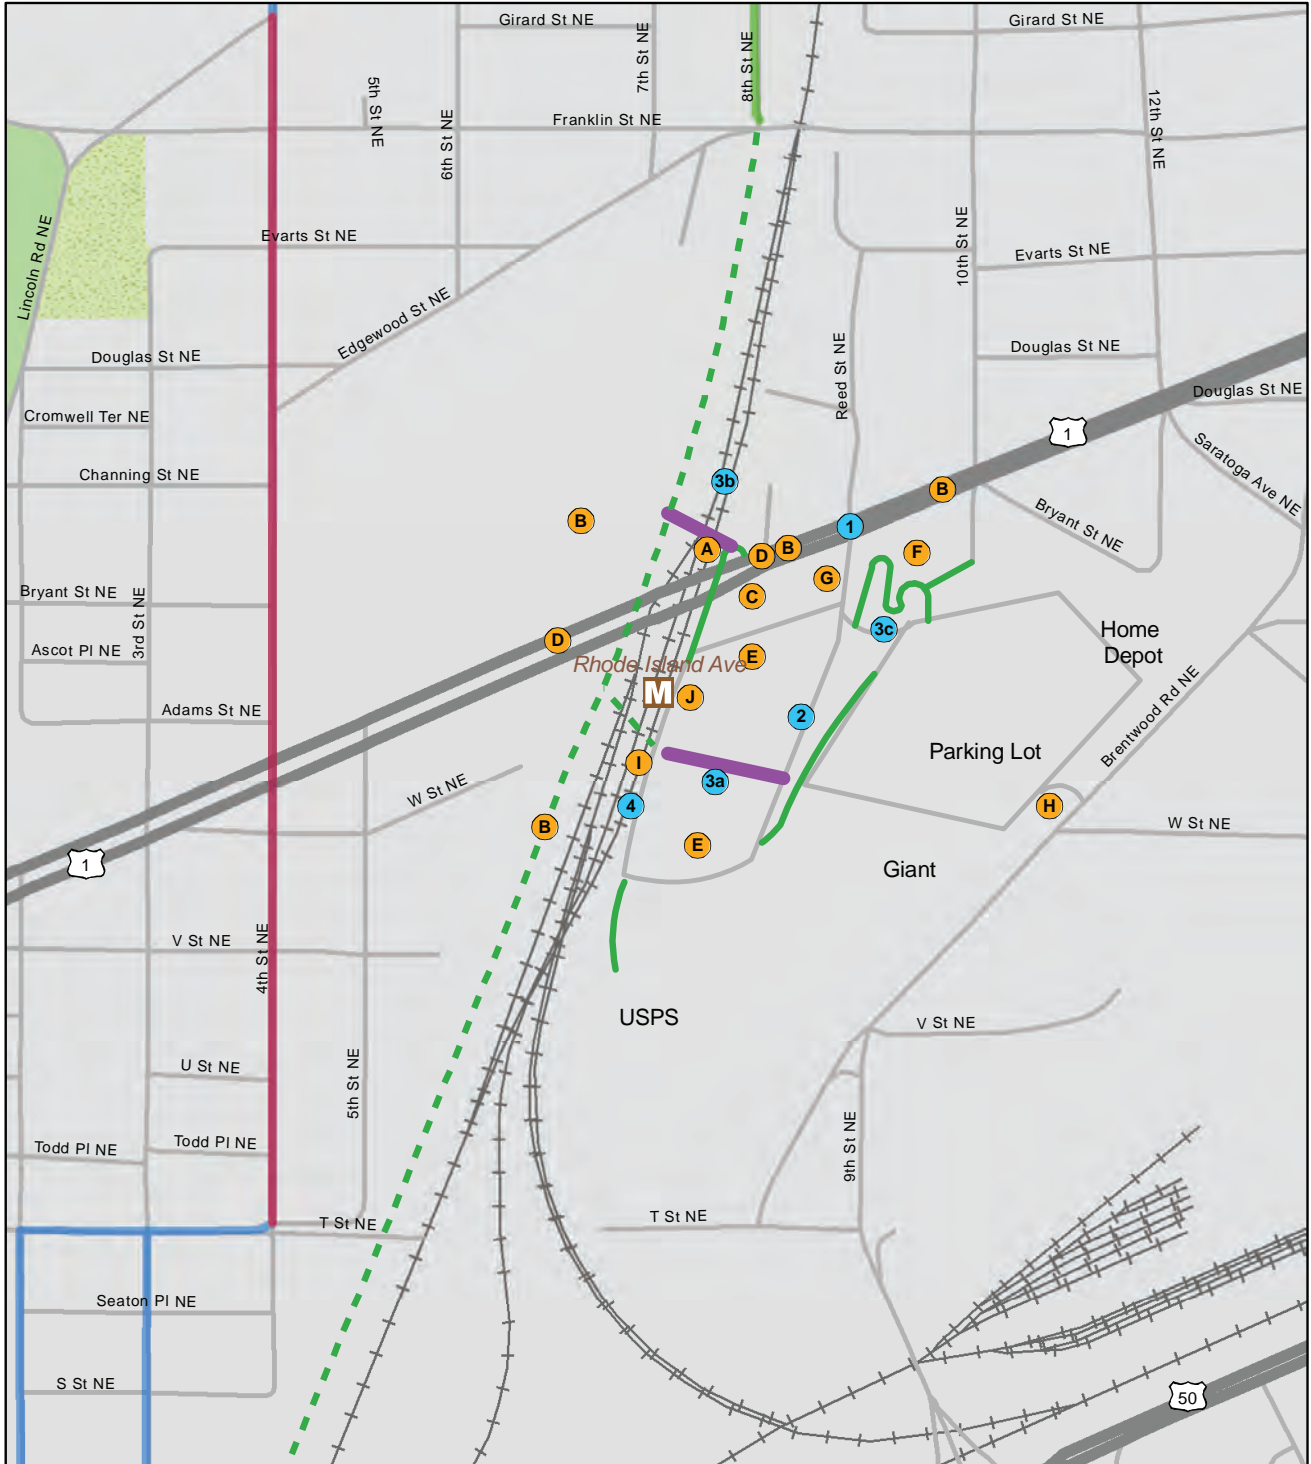 Girard St NE
Girard St NE
7th St NE
8th St NE
5th St NE
12th St NE
Franklin St NE
6th St NE
Lincoln Rd NE
10th St NE
Evarts St NE
Evarts St NE
Edgewood St NE
Douglas St NE
Douglas St NE
Reed St NE
Douglas St NE
Cromwell Ter NE
1
Saratoga Ave NE
Channing St NE
3b
B
B
1
Bryant St NE
A
D
B
F
G
C
Bryant St NE
3rd St NE
3c
Home
Depot
D
Ascot Pl NE
E
Rhode Island Ave
M
J
Adams St NE
2
Brentwood Rd NE
Parking Lot
I
3a
W St NE
4
H
B
W St NE
E
1
Giant
V St NE
4th St NE
USPS
V St NE
U St NE
5th St NE
Todd Pl NE
Todd Pl NE
9th St NE
T St NE
T St NE
Seaton Pl NE
S St NE
50